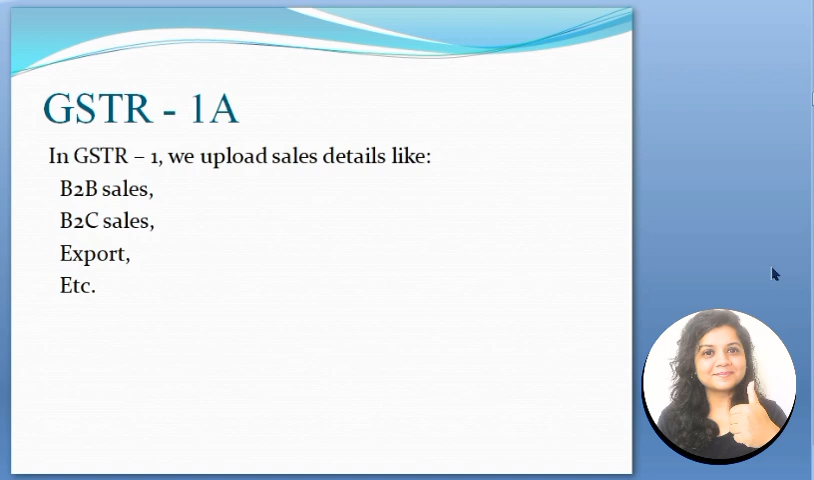 GSTR - 1A
In GSTR – 1, we upload sales details like:
B2B sales,
B2C sales,
Export,
Etc.